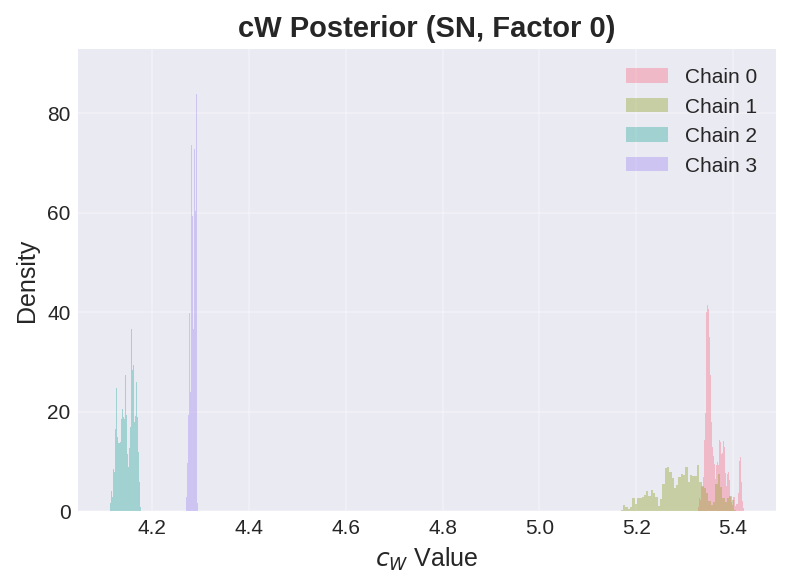 cW Posterior (SN, Factor 0)
Chain 0
Chain 1
Chain 2
Chain 3
Density
80
60
40
20
0
4.2 4.4 4.6 4.8 5.0 5.2 5.4
c_W Value